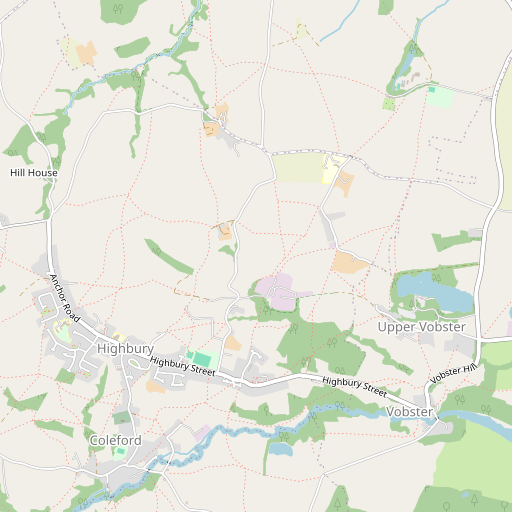 Hill House
Anchor Road
Upper Vobster
Highbury
Highbury Street
Vobster Hill
Highbury Street
Vobster
Coleford